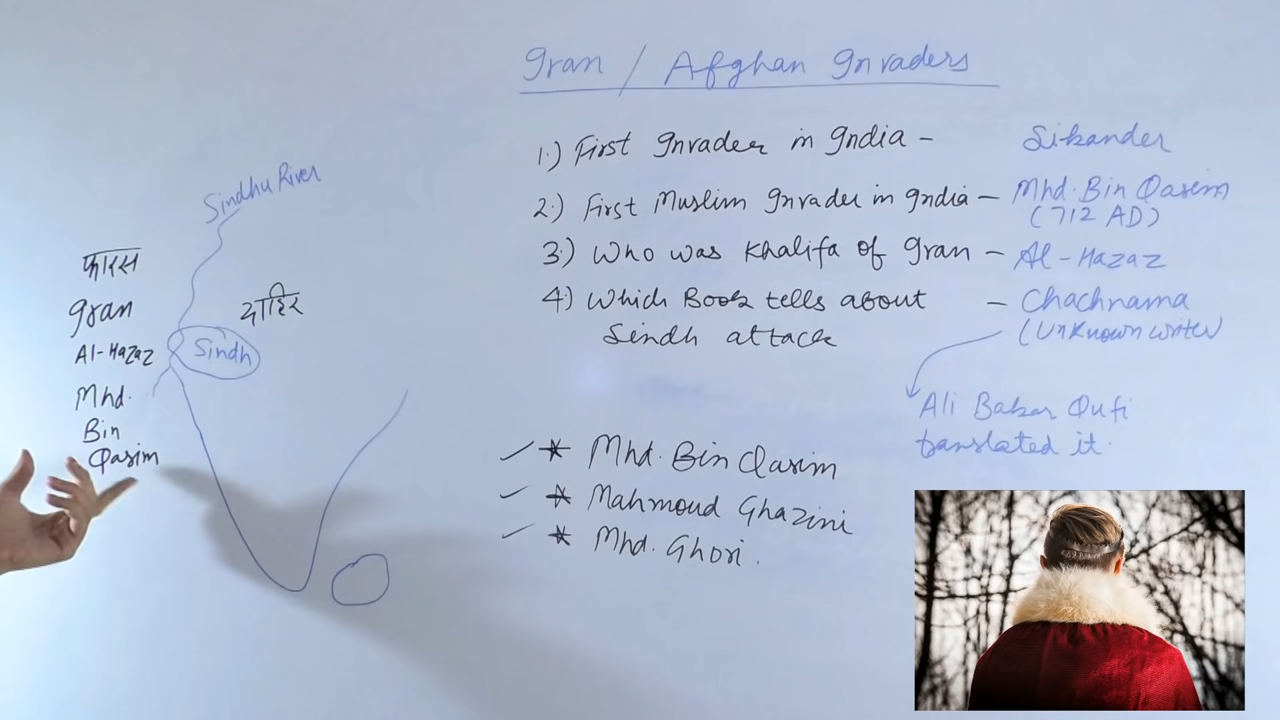 Iran / Afghan Invaders
1.) First Invader in India - Sikander
2.) First Muslim Invader in India - Mhd. Bin Qasim
(712 AD)
3.) Who was Khalifa of Iran - Al-Hazaz
4) Which Book tells about - Chachnama
Sindh attack (Unknown writer)
Ali Bakar Qufi
translated it.
* Mhd. Bin Qasim
* Mahmoud Ghazini
* Mhd. Ghori.
Sindhu River
फारस
Iran
दाहिर
Al-Hazaz
Sindh
Mhd.
Bin
Qasim